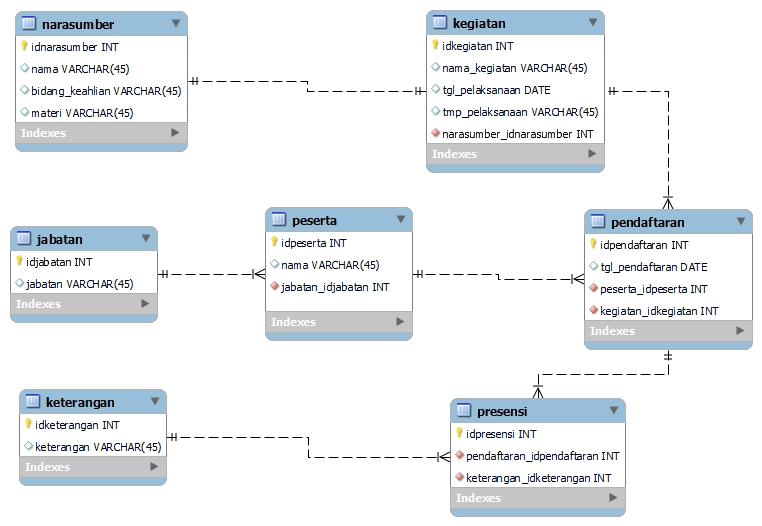 narasumber
idnarasumber INT
nama VARCHAR(45)
bidang_keahlian VARCHAR(45)
materi VARCHAR(45)
Indexes
kegiatan
idkegiatan INT
nama_kegiatan VARCHAR(45)
tgl_pelaksanaan DATE
tmp_pelaksanaan VARCHAR(45)
narasumber_idnarasumber INT
Indexes
jabatan
idjabatan INT
jabatan VARCHAR(45)
Indexes
peserta
idpeserta INT
nama VARCHAR(45)
jabatan_idjabatan INT
Indexes
pendaftaran
idpendaftaran INT
tgl_pendaftaran DATE
peserta_idpeserta INT
kegiatan_idkegiatan INT
Indexes
keterangan
idketerangan INT
keterangan VARCHAR(45)
Indexes
presensi
idpresensi INT
pendaftaran_idpendaftaran INT
keterangan_idketerangan INT
Indexes